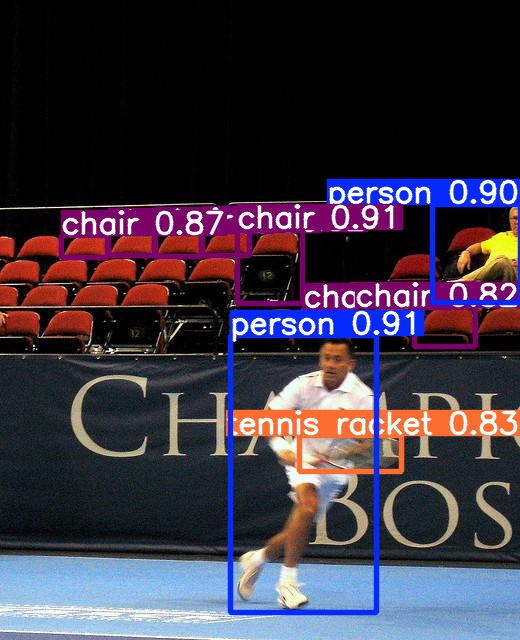 person 0.90
chair 0.87
chair 0.91
chair 0.82
person 0.91
tennis racket 0.83
12
12
CHAMPI
BOS